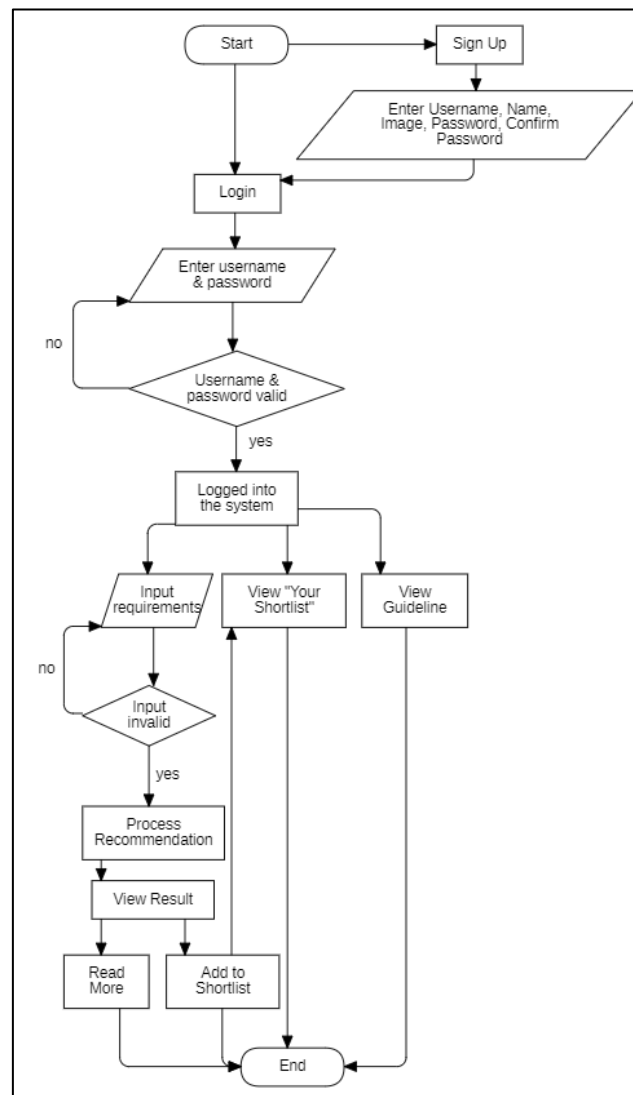 Start
Sign Up
Enter Username, Name,
Image, Password, Confirm
Password
Login
Enter username
& password
no
Username &
password valid
yes
Logged into
the system
Input
requirements
View "Your
Shortlist"
View
Guideline
no
Input
invalid
yes
Process
Recommendation
View Result
Read
More
Add to
Shortlist
End